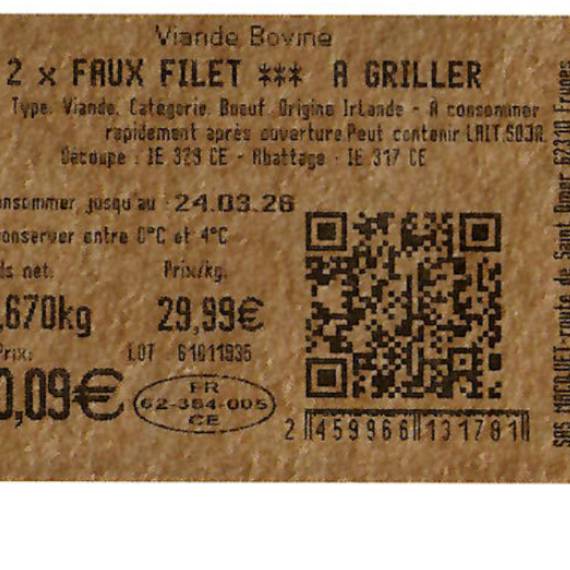 Viande Bovine
2 x FAUX FILET *** A GRILLER
Type. Viande. Catégorie. Boeuf. Origine Irlande - A consommer
rapidement après ouverture Peut contenir LAIT.SOJA.
Découpe : IE 329 CE - Abattage : IE 317 CE
onsommer jusqu'au : 24.03.26
onserver entre 0°C et 4°C
ds net: Prix/kg:
,670kg 29,99€
Prix: LOT 61011935
0,09€
FR
62-384-005
CE
2 459966 131781
SAS MACQUET-route de Saint Omer 62310 Fruges